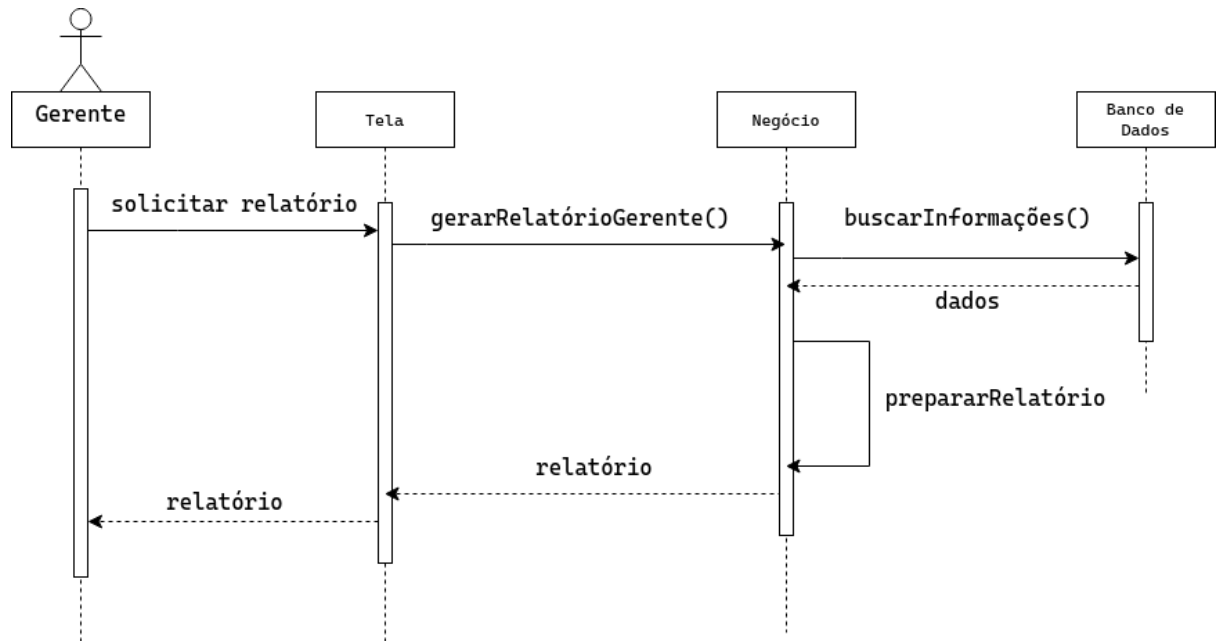 Gerente
Tela
Negócio
Banco de
Dados
solicitar relatório
gerarRelatórioGerente()
buscarInformações()
dados
prepararRelatório
relatório
relatório